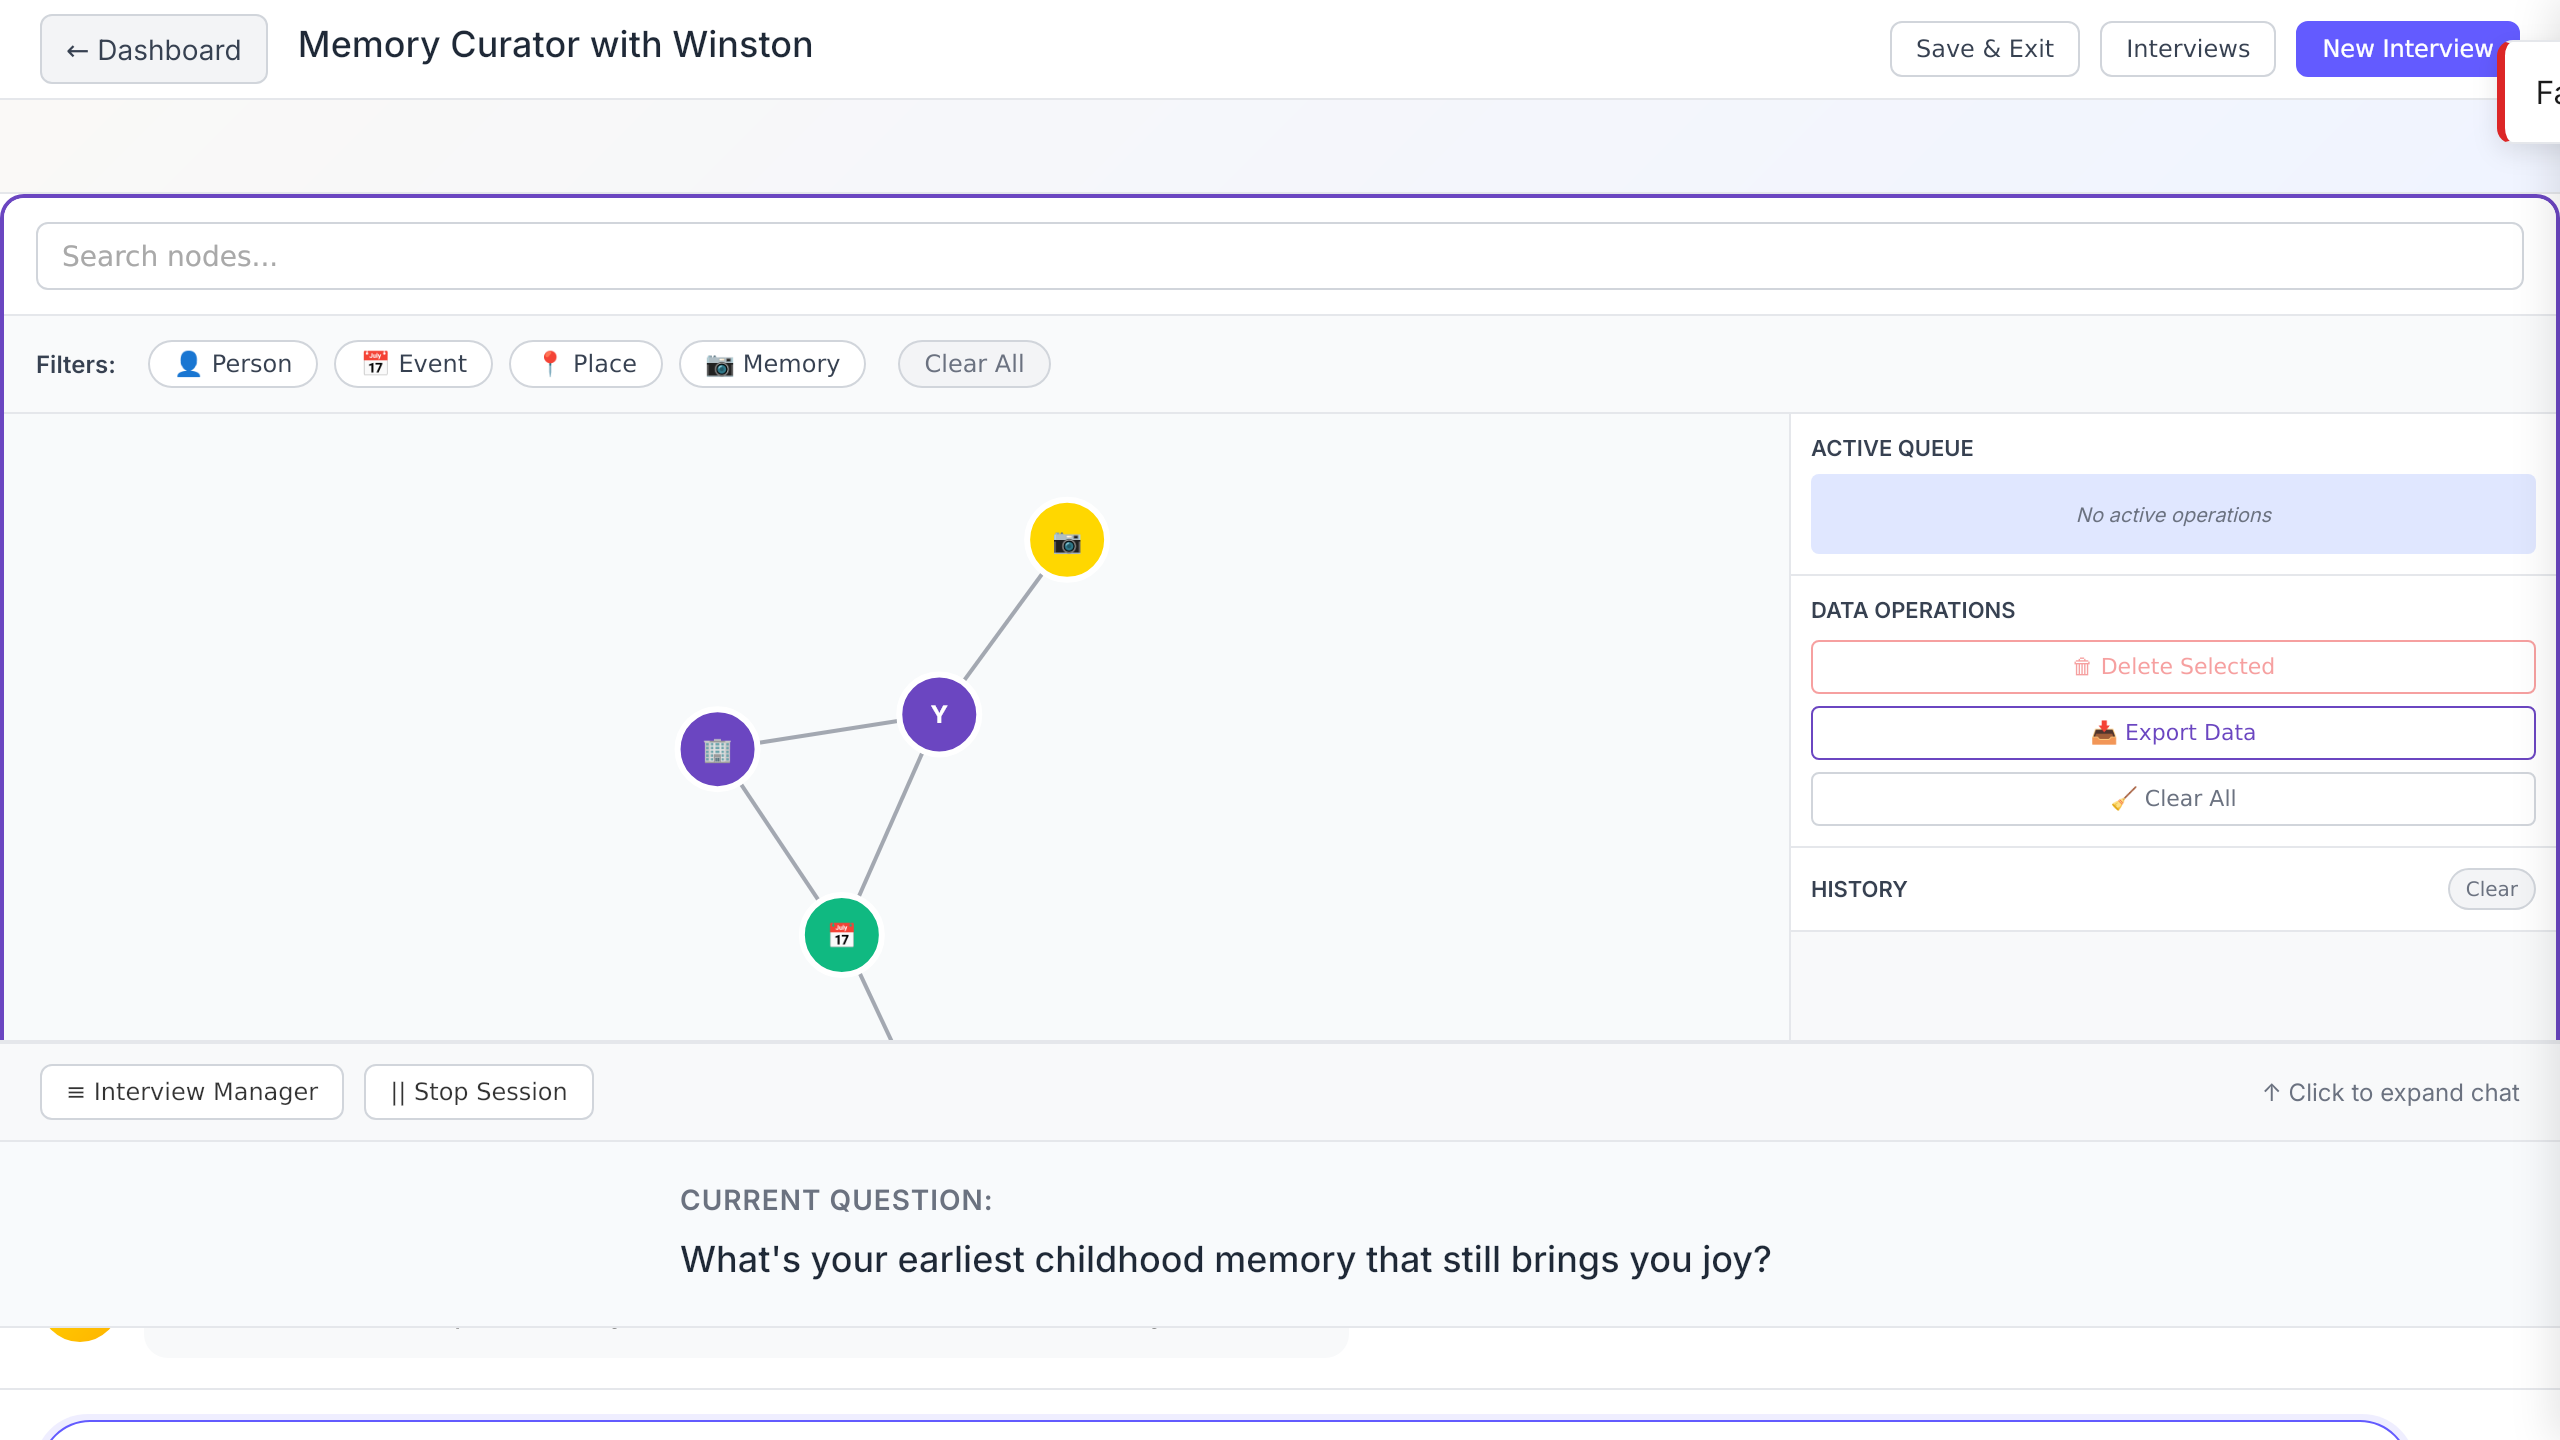 ← Dashboard
Memory Curator with Winston
Save & Exit
Interviews
New Interview
Fa
Search nodes...
Filters:
Person
Event
Place
Memory
Clear All
ACTIVE QUEUE
No active operations
DATA OPERATIONS
Delete Selected
Export Data
Clear All
HISTORY
Clear
Y
≡ Interview Manager
|| Stop Session
↑ Click to expand chat
CURRENT QUESTION:
What's your earliest childhood memory that still brings you joy?